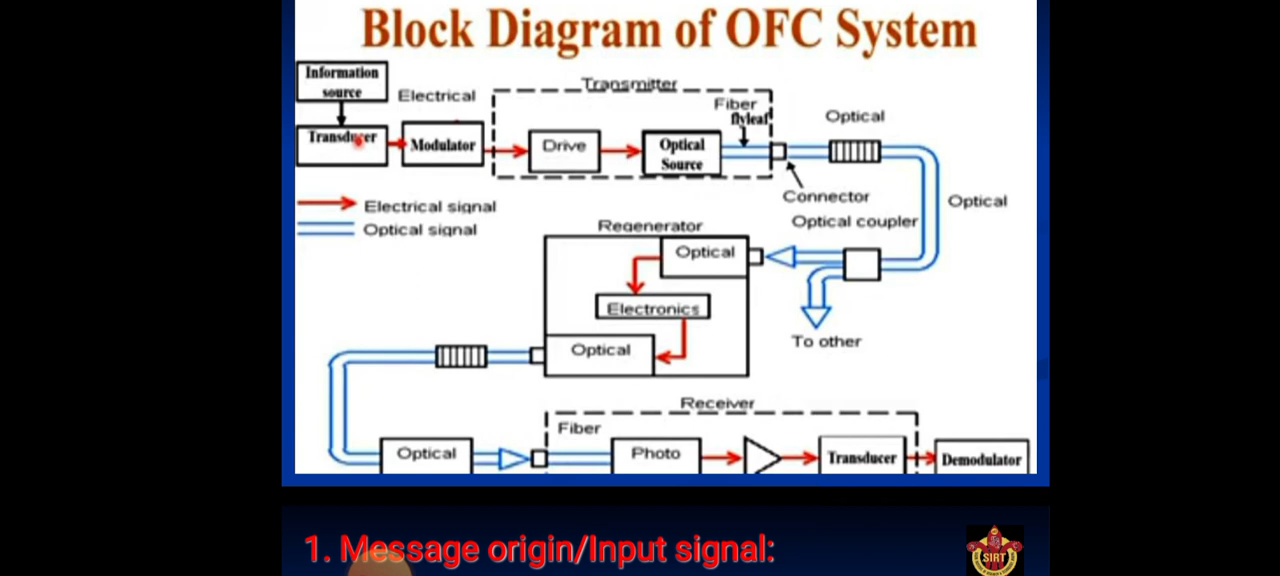 Block Diagram of OFC System
Information
source
Electrical
Transmitter
Fiber
flyleaf
Optical
Transducer
Modulator
Drive
Optical
Source
Connector
Optical
Electrical signal
Optical signal
Optical coupler
Regenerator
Optical
Electronics
To other
Optical
Receiver
Fiber
Optical
Photo
Transducer
Demodulator
1. Message origin/Input signal:
SIRT